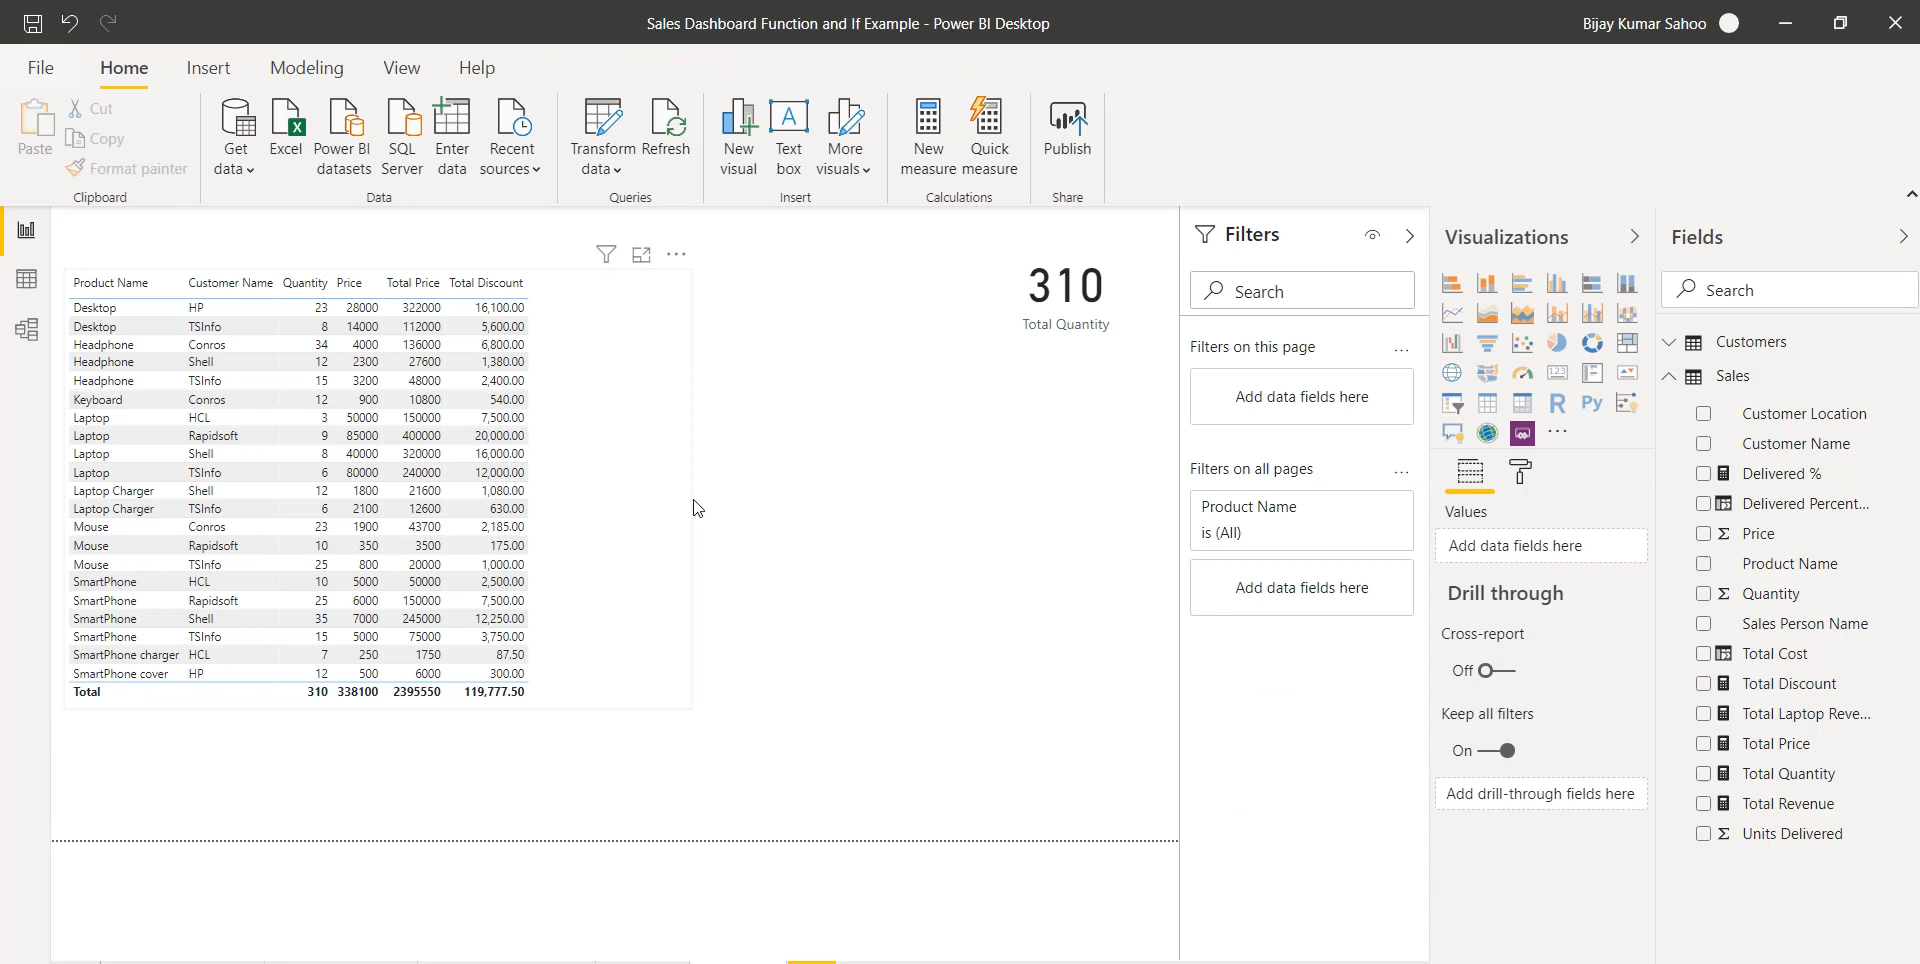 Sales Dashboard Function and If Example - Power BI Desktop
Bijay Kumar Sahoo
File Home Insert Modeling View Help
Paste
Cut
Copy
Format painter
Clipboard
Get data
Excel
Power BI datasets
SQL Server
Enter data
Recent sources
Data
Transform data
Refresh
Queries
New visual
Text box
More visuals
Insert
New measure
Quick measure
Calculations
Publish
Share
Product Name Customer Name Quantity Price Total Price Total Discount
Desktop HP 23 28000 322000 16,100.00
Desktop TSInfo 8 14000 112000 5,600.00
Headphone Conros 34 4000 136000 6,800.00
Headphone Shell 12 2300 27600 1,380.00
Headphone TSInfo 15 3200 48000 2,400.00
Keyboard Conros 12 900 10800 540.00
Laptop HCL 3 50000 150000 7,500.00
Laptop Rapidsoft 9 85000 400000 20,000.00
Laptop Shell 8 40000 320000 16,000.00
Laptop TSInfo 6 80000 240000 12,000.00
Laptop Charger Shell 12 1800 21600 1,080.00
Laptop Charger TSInfo 6 2100 12600 630.00
Mouse Conros 23 1900 43700 2,185.00
Mouse Rapidsoft 10 350 3500 175.00
Mouse TSInfo 25 800 20000 1,000.00
SmartPhone HCL 10 5000 50000 2,500.00
SmartPhone Rapidsoft 25 6000 150000 7,500.00
SmartPhone Shell 35 7000 245000 12,250.00
SmartPhone TSInfo 15 5000 75000 3,750.00
SmartPhone charger HCL 7 250 1750 87.50
SmartPhone cover HP 12 500 6000 300.00
Total 310 338100 2395550 119,777.50
310
Total Quantity
Filters
Search
Filters on this page ...
Add data fields here
Filters on all pages ...
Product Name
is (All)
Add data fields here
Visualizations
123
R
Py
Values
Add data fields here
Drill through
Cross-report
Off
Keep all filters
On
Add drill-through fields here
Fields
Search
Customers
Sales
Customer Location
Customer Name
Delivered %
Delivered Percent...
Σ Price
Product Name
Σ Quantity
Sales Person Name
Total Cost
Total Discount
Total Laptop Reve...
Total Price
Total Quantity
Total Revenue
Σ Units Delivered